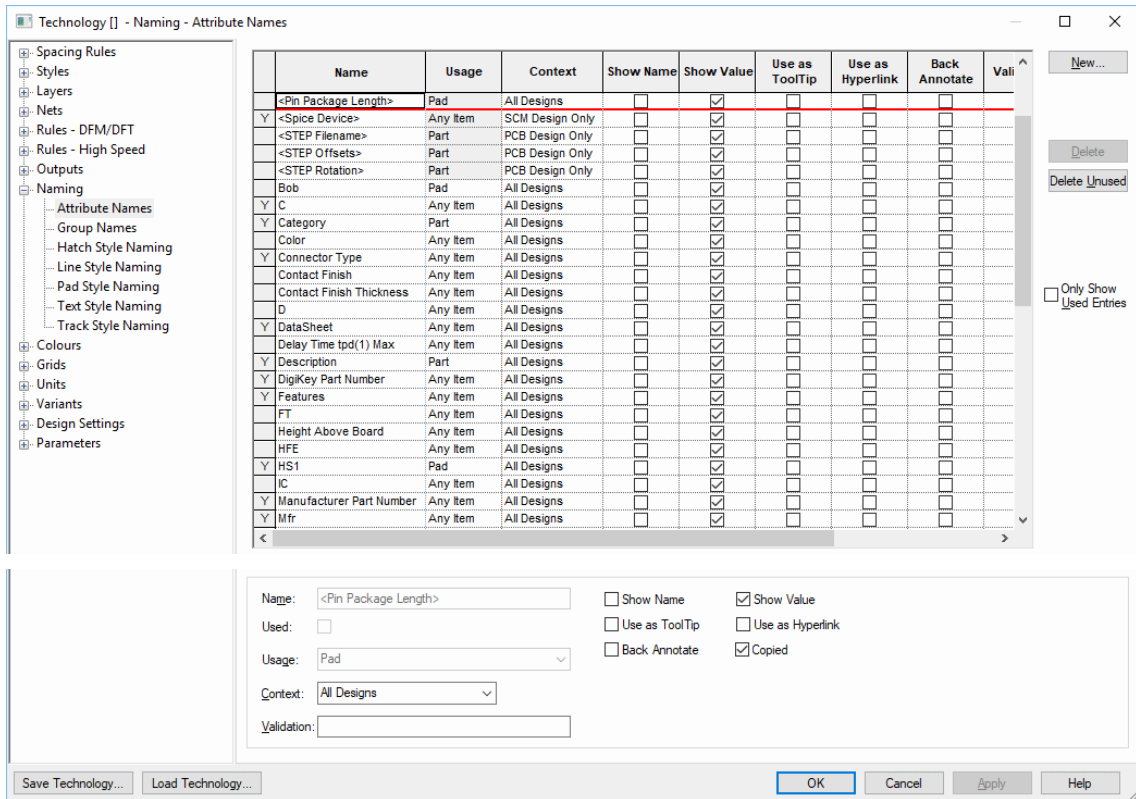 Technology [] - Naming - Attribute Names
Spacing Rules
Styles
Layers
Nets
Rules - DFM/DFT
Rules - High Speed
Outputs
Naming
Attribute Names
Group Names
Hatch Style Naming
Line Style Naming
Pad Style Naming
Text Style Naming
Track Style Naming
Colours
Grids
Units
Variants
Design Settings
Parameters
Name Usage Context Show Name Show Value Use as ToolTip Use as Hyperlink Back Annotate Vali
<Pin Package Length> Pad All Designs
Y <Spice Device> Any Item SCM Design Only
<STEP Filename> Part PCB Design Only
<STEP Offsets> Part PCB Design Only
<STEP Rotation> Part PCB Design Only
Bob Pad All Designs
Y C Any Item All Designs
Y Category Part All Designs
Color Any Item All Designs
Y Connector Type Any Item All Designs
Contact Finish Any Item All Designs
Contact Finish Thickness Any Item All Designs
D Any Item All Designs
Y DataSheet Any Item All Designs
Delay Time tpd(1) Max Any Item All Designs
Y Description Part All Designs
Y DigiKey Part Number Any Item All Designs
Y Features Any Item All Designs
FT Any Item All Designs
Height Above Board Any Item All Designs
HFE Any Item All Designs
Y HS1 Pad All Designs
IC Any Item All Designs
Y Manufacturer Part Number Any Item All Designs
Y Mfr Any Item All Designs
New...
Delete
Delete Unused
Only Show
Used Entries
Name: <Pin Package Length> Show Name Show Value
Used: Use as ToolTip Use as Hyperlink
Usage: Pad Back Annotate Copied
Context: All Designs
Validation:
Save Technology... Load Technology... OK Cancel Apply Help